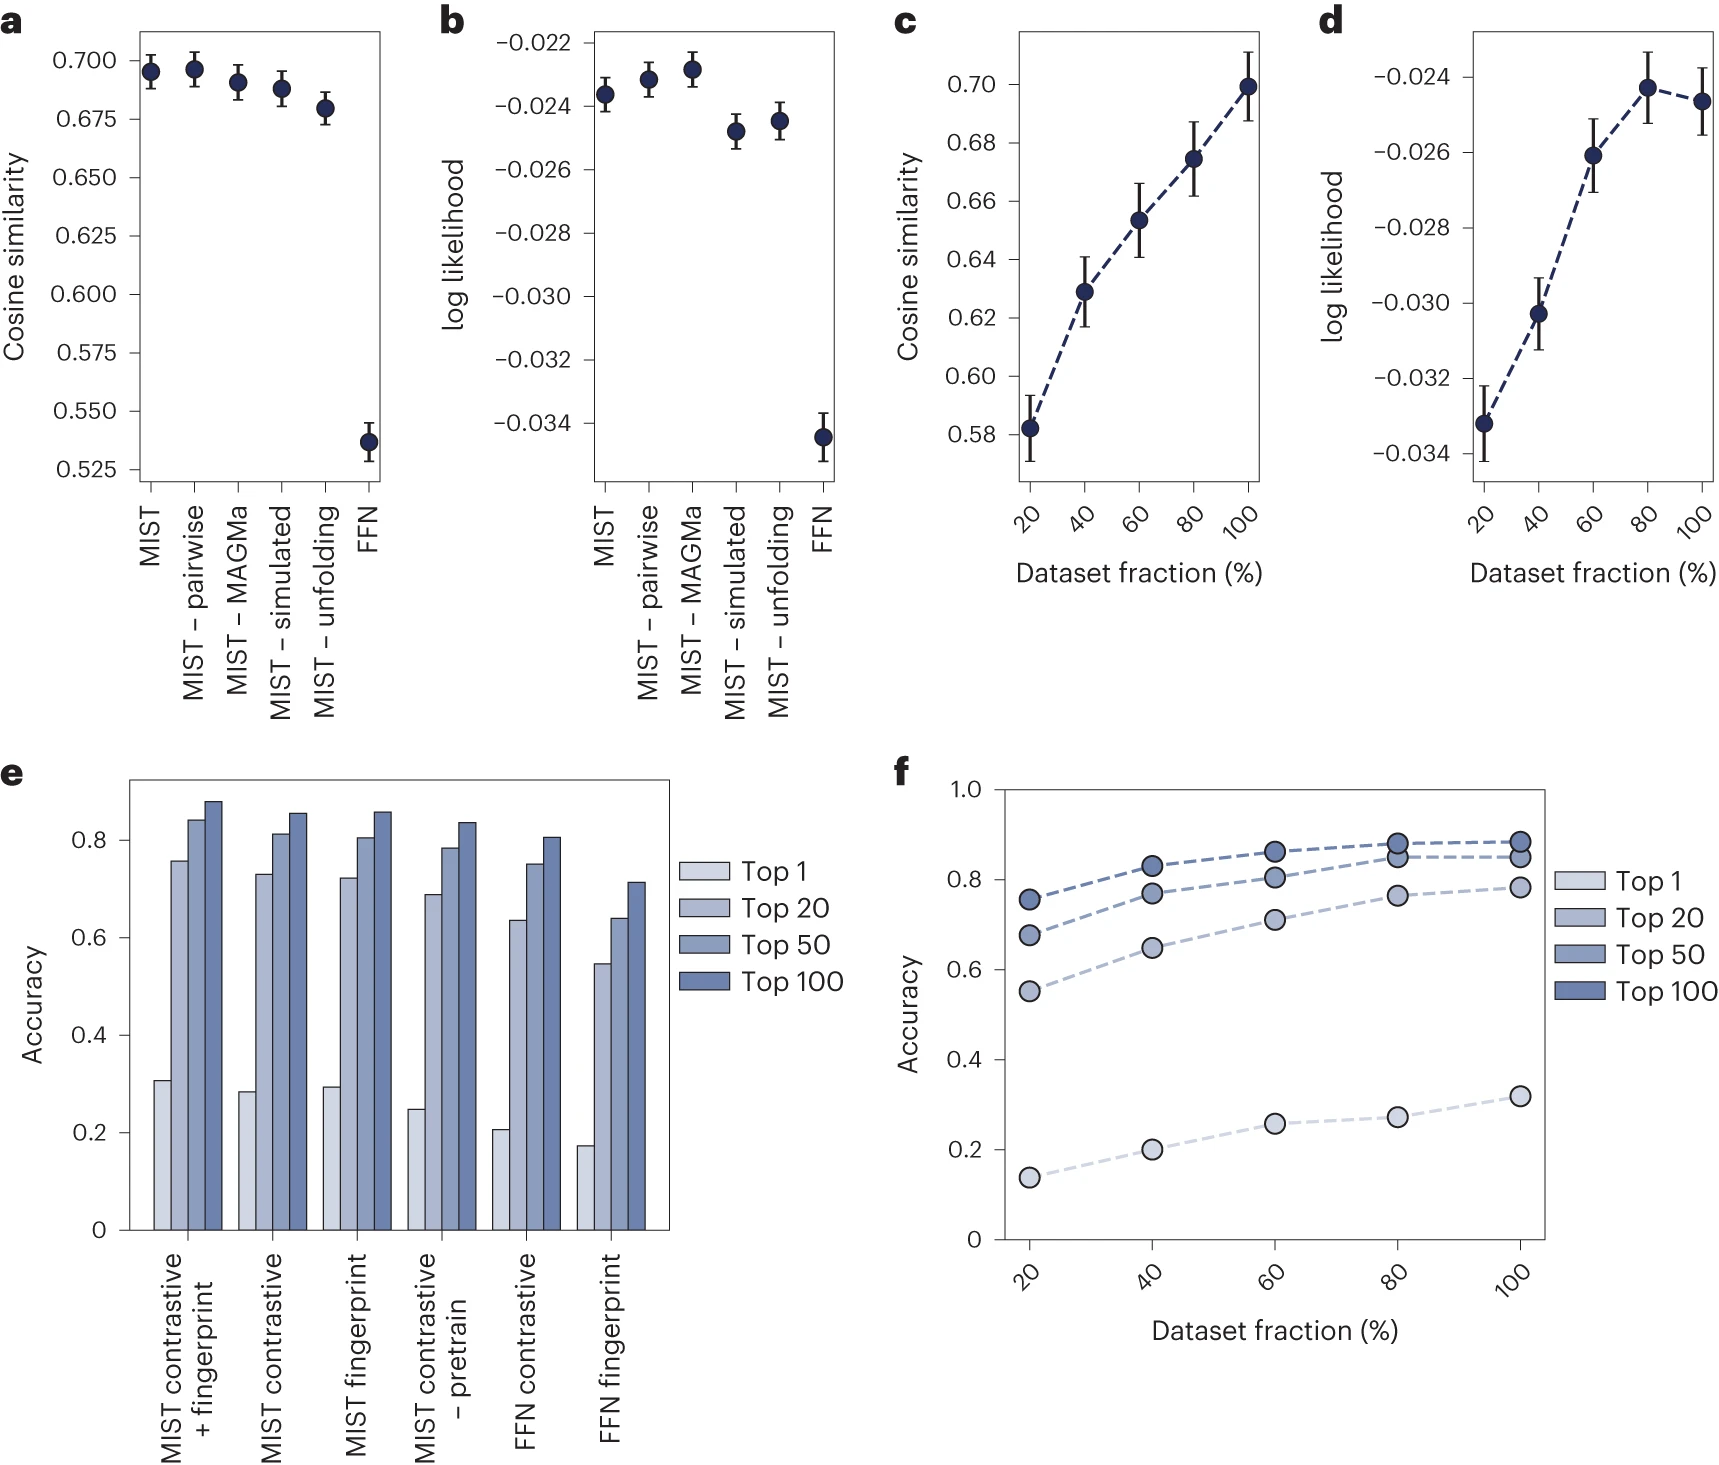 a
0.700
0.675
0.650
0.625
0.600
0.575
0.550
0.525
Cosine similarity
MIST
MIST – pairwise
MIST – MAGMa
MIST – simulated
MIST – unfolding
FFN
b
−0.022
−0.024
−0.026
−0.028
−0.030
−0.032
−0.034
log likelihood
MIST
MIST – pairwise
MIST – MAGMa
MIST – simulated
MIST – unfolding
FFN
c
0.70
0.68
0.66
0.64
0.62
0.60
0.58
Cosine similarity
20
40
60
80
100
Dataset fraction (%)
d
−0.024
−0.026
−0.028
−0.030
−0.032
−0.034
log likelihood
20
40
60
80
100
Dataset fraction (%)
e
0.8
0.6
0.4
0.2
0
Accuracy
MIST contrastive
+ fingerprint
MIST contrastive
MIST fingerprint
MIST contrastive
– pretrain
FFN contrastive
FFN fingerprint
Top 1
Top 20
Top 50
Top 100
f
1.0
0.8
0.6
0.4
0.2
0
Accuracy
20
40
60
80
100
Dataset fraction (%)
Top 1
Top 20
Top 50
Top 100